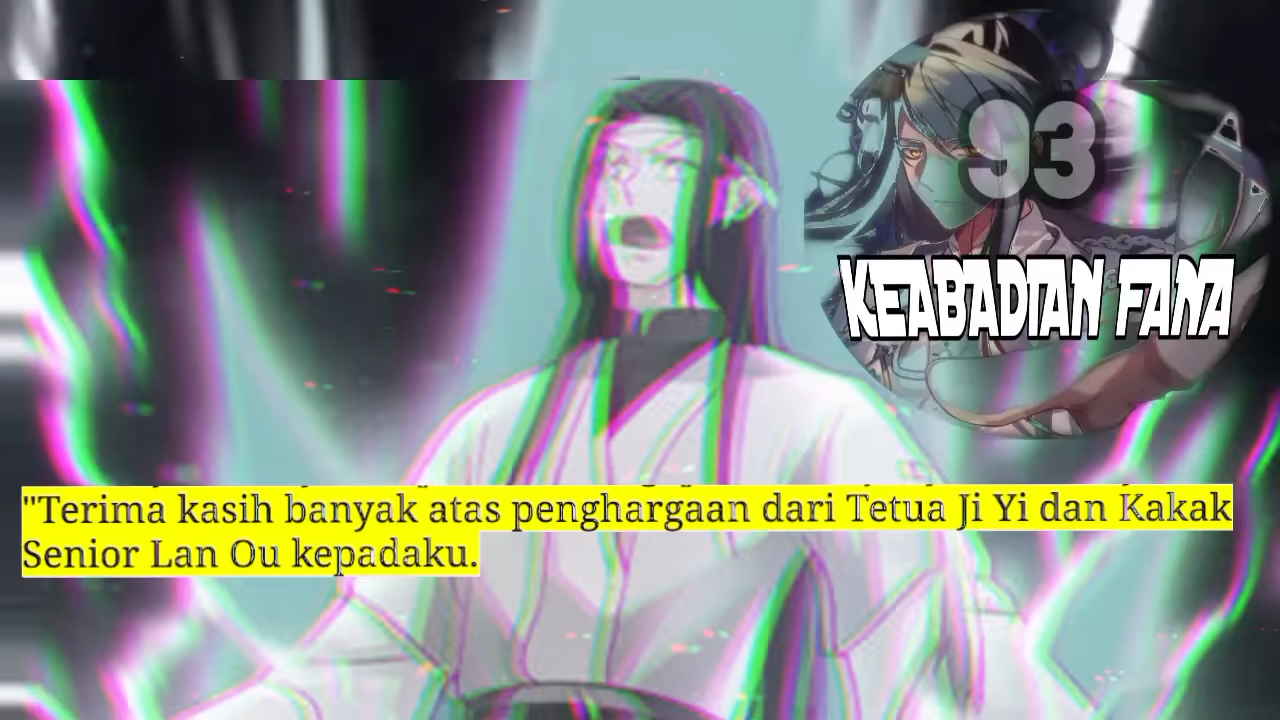 93
KEABADIAN FANA
"Terima kasih banyak atas penghargaan dari Tetua Ji Yi dan Kakak
Senior Lan Ou kepadaku.